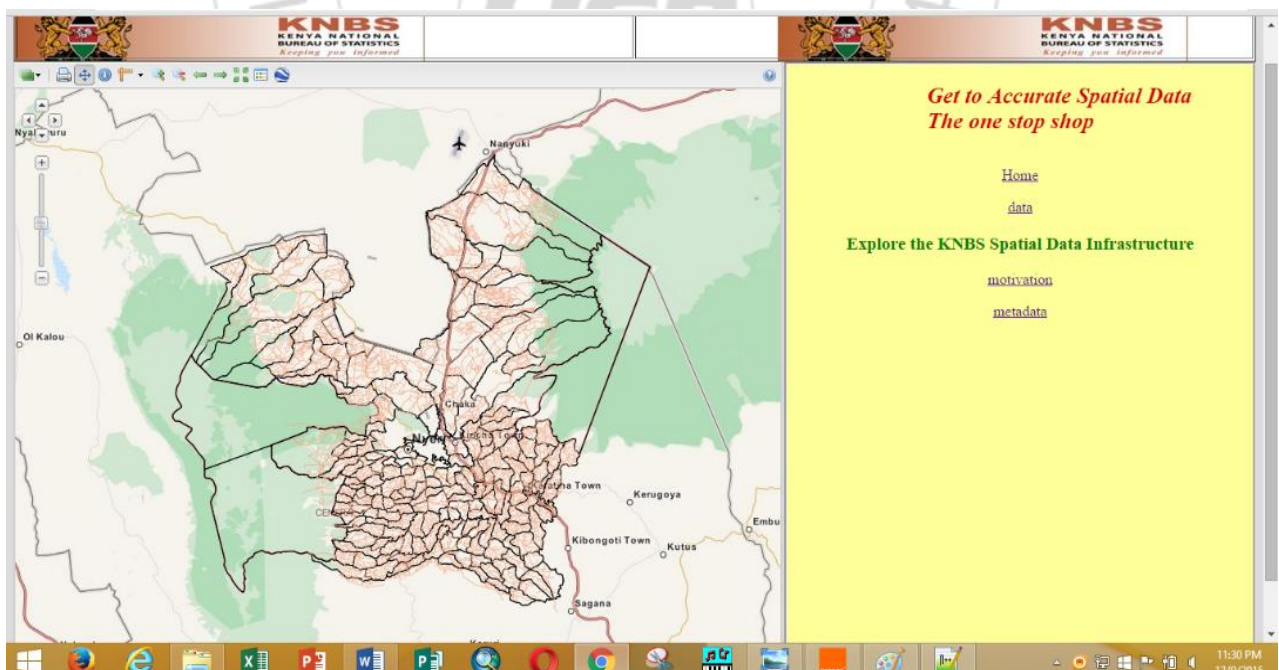 KNBS
KENYA NATIONAL
BUREAU OF STATISTICS
Keeping you informed
KNBS
KENYA NATIONAL
BUREAU OF STATISTICS
Keeping you informed
Get to Accurate Spatial Data
The one stop shop
Home
data
Explore the KNBS Spatial Data Infrastructure
motivation
metadata
Nanyuki
Ol Kalou
Chaka
Town
Town
Kerugoya
Embu
Kibongoti Town
Kutus
Sagana
11:30 PM